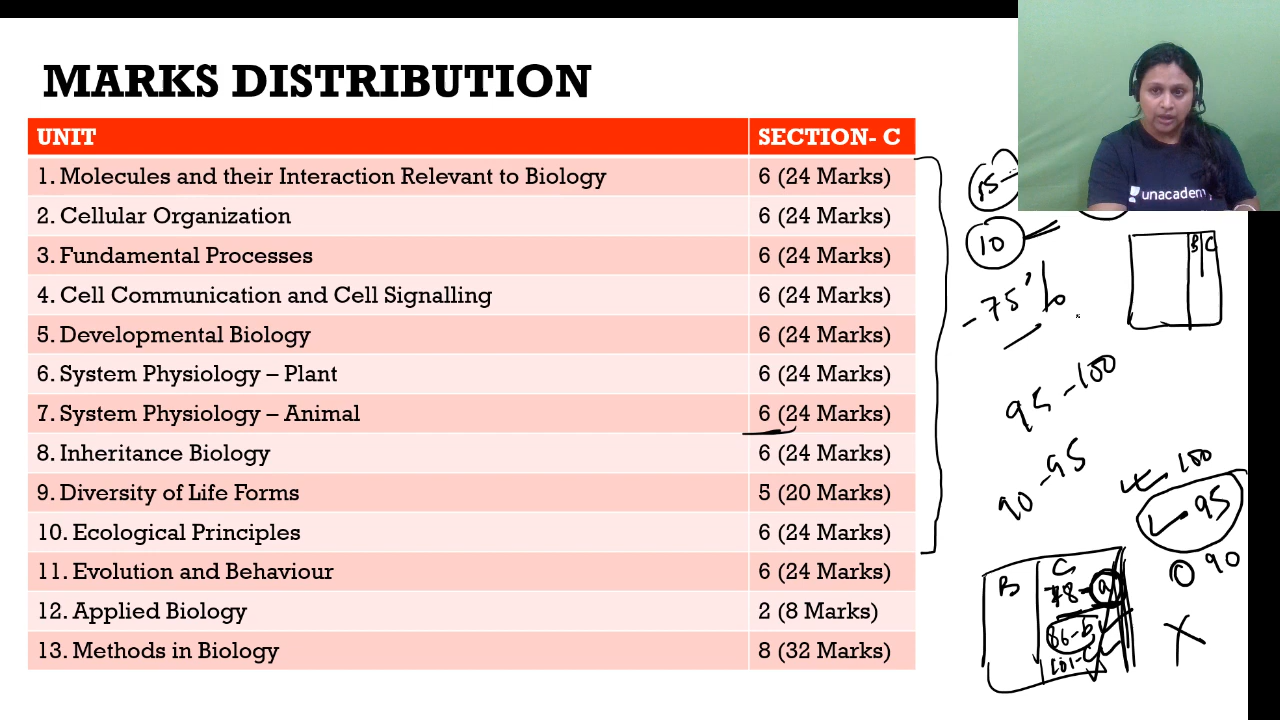 MARKS DISTRIBUTION
UNIT SECTION- C
1. Molecules and their Interaction Relevant to Biology 6 (24 Marks)
2. Cellular Organization 6 (24 Marks)
3. Fundamental Processes 6 (24 Marks)
4. Cell Communication and Cell Signalling 6 (24 Marks)
5. Developmental Biology 6 (24 Marks)
6. System Physiology – Plant 6 (24 Marks)
7. System Physiology – Animal 6 (24 Marks)
8. Inheritance Biology 6 (24 Marks)
9. Diversity of Life Forms 5 (20 Marks)
10. Ecological Principles 6 (24 Marks)
11. Evolution and Behaviour 6 (24 Marks)
12. Applied Biology 2 (8 Marks)
13. Methods in Biology 8 (32 Marks)
unacademy
15
10
B C
-75%
95-100
90-95
100
95
90
B C
78-a
86-b
101-c